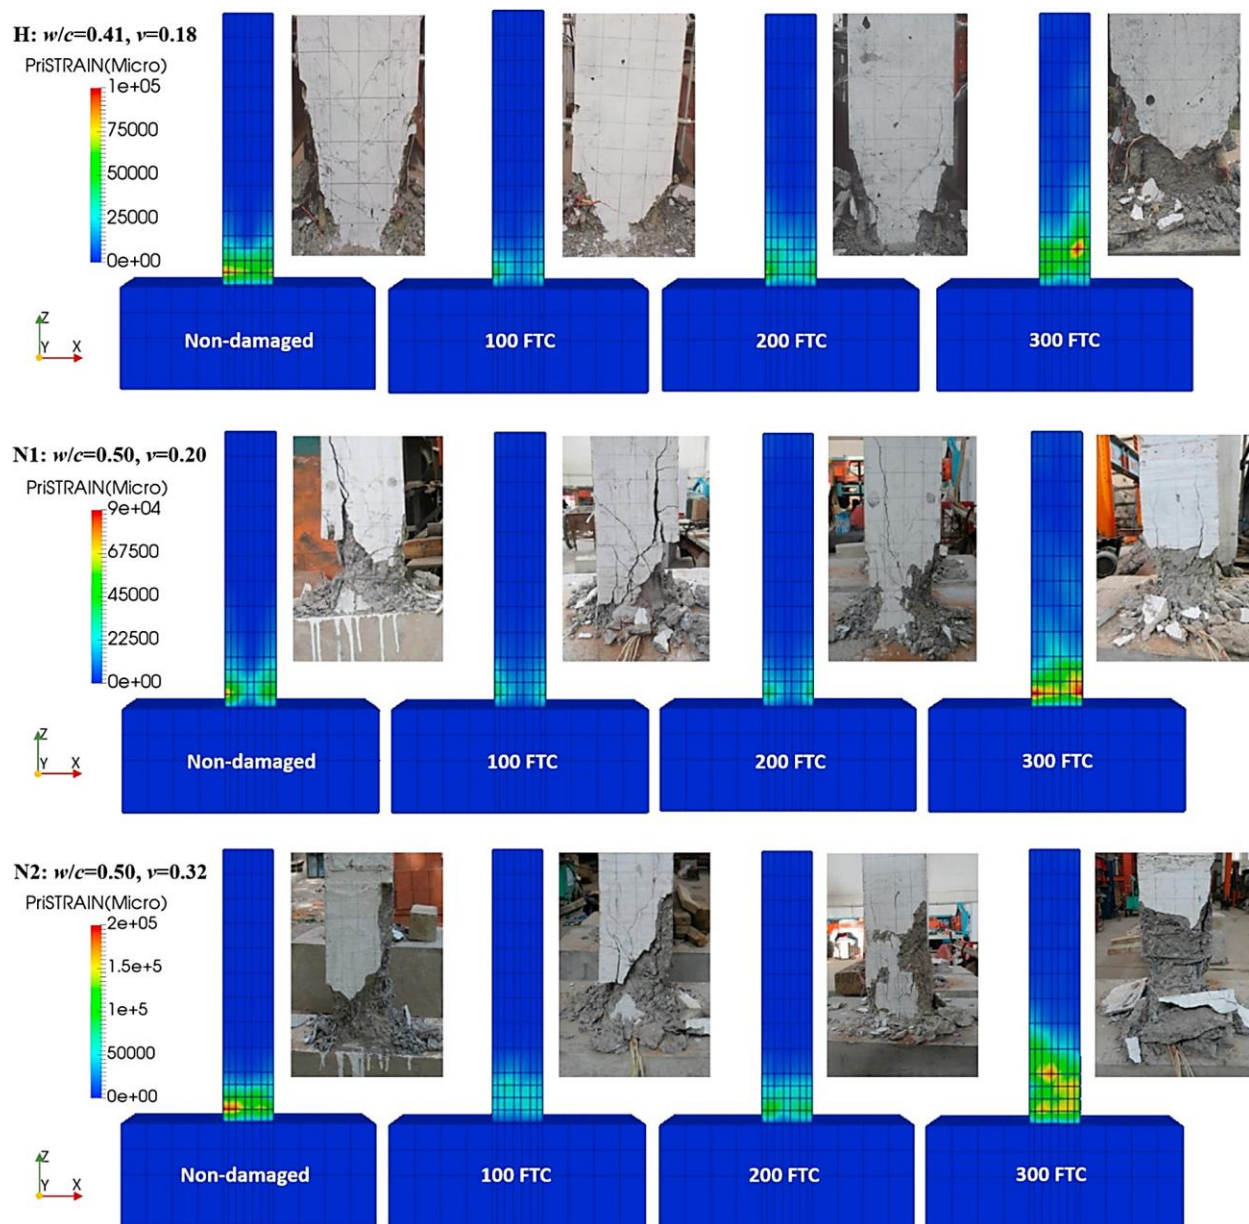 H: w/c=0.41, v=0.18
PriSTRAIN(Micro)
1e+05
75000
50000
25000
0e+00
Z
Y X
Non-damaged
100 FTC
200 FTC
300 FTC
N1: w/c=0.50, v=0.20
PriSTRAIN(Micro)
9e+04
67500
45000
22500
0e+00
Z
Y X
Non-damaged
100 FTC
200 FTC
300 FTC
N2: w/c=0.50, v=0.32
PriSTRAIN(Micro)
2e+05
1.5e+5
1e+05
50000
0e+00
Z
Y X
Non-damaged
100 FTC
200 FTC
300 FTC